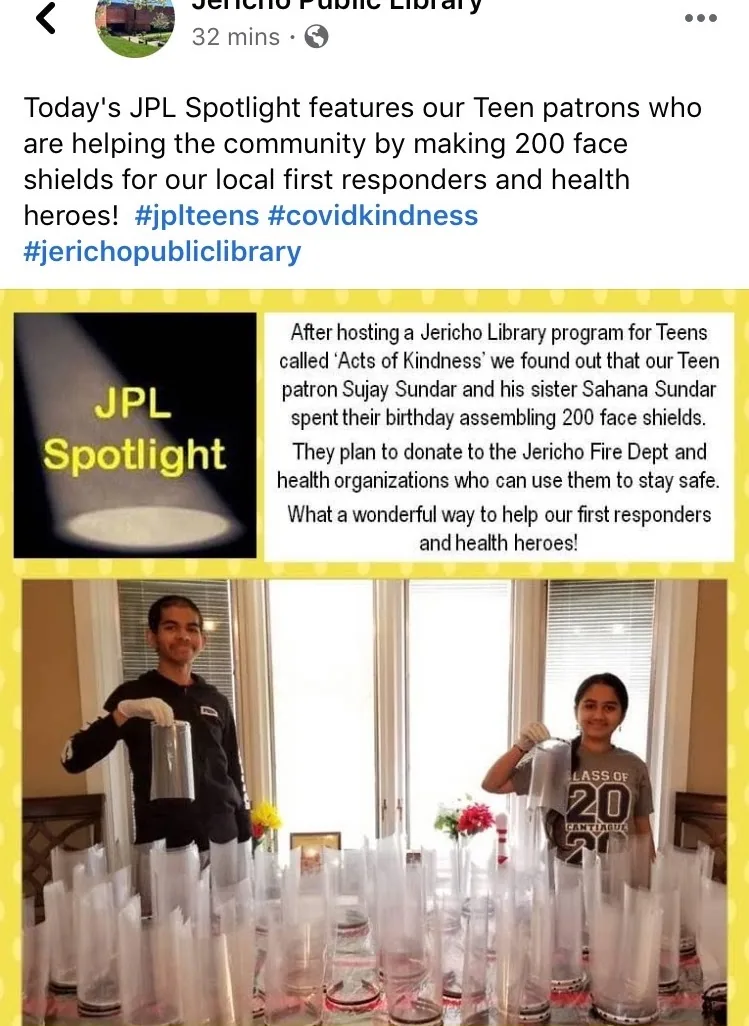 Jericho Public Library
32 mins ·
Today's JPL Spotlight features our Teen patrons who
are helping the community by making 200 face
shields for our local first responders and health
heroes! #jplteens #covidkindness
#jerichopubliclibrary
JPL
Spotlight
After hosting a Jericho Library program for Teens
called ‘Acts of Kindness’ we found out that our Teen
patron Sujay Sundar and his sister Sahana Sundar
spent their birthday assembling 200 face shields.
They plan to donate to the Jericho Fire Dept and
health organizations who can use them to stay safe.
What a wonderful way to help our first responders
and health heroes!
CLASS OF
20
CANTIAGUE